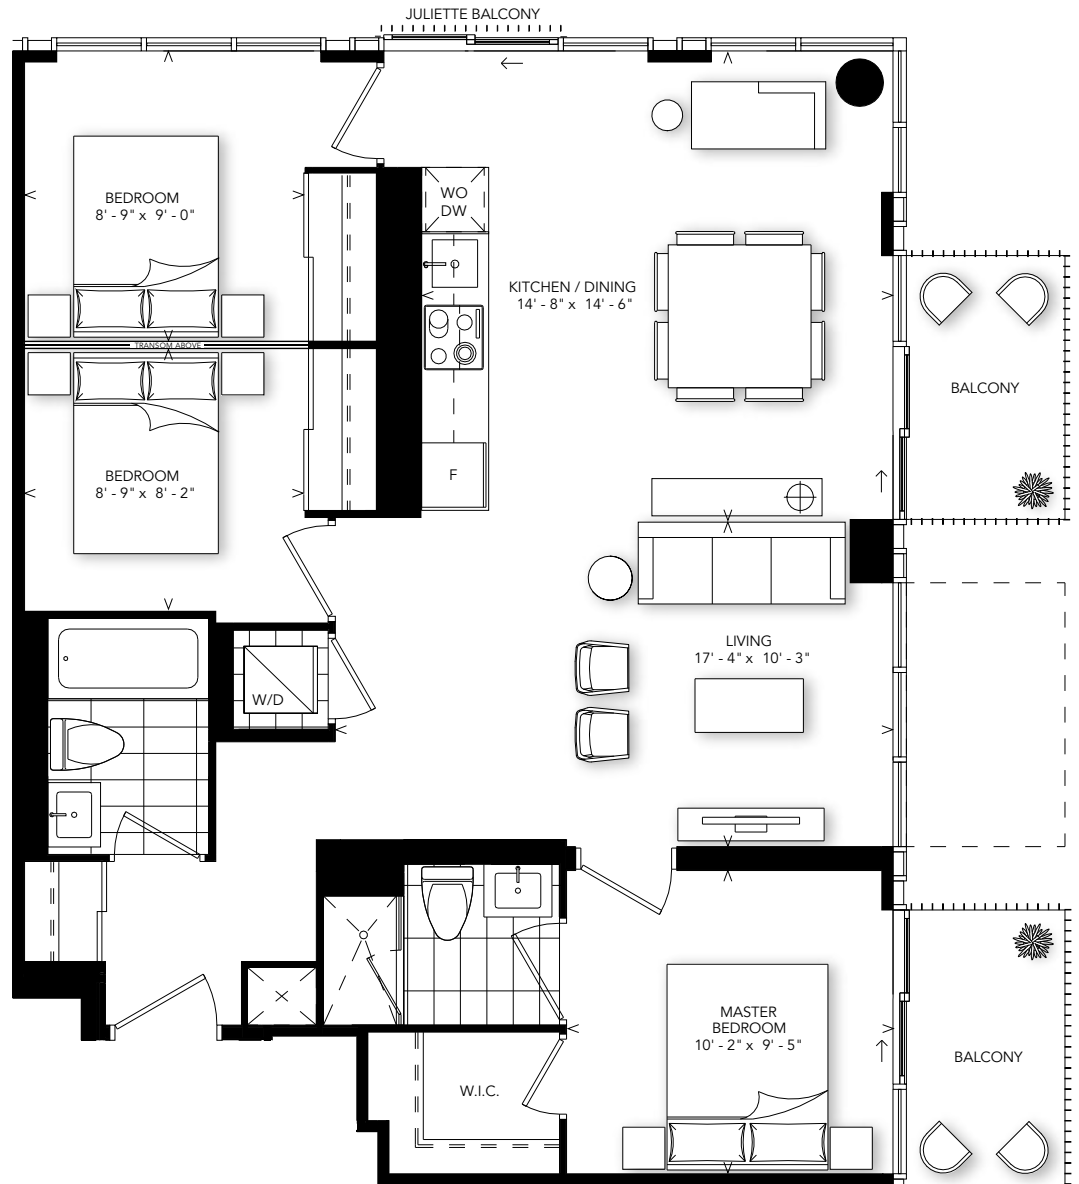 JULIETTE BALCONY
BEDROOM
8' - 9" x 9' - 0"
WO
DW
KITCHEN / DINING
14' - 8" x 14' - 6"
TRANSOM ABOVE
BALCONY
BEDROOM
8' - 9" x 8' - 2"
F
LIVING
17' - 4" x 10' - 3"
W/D
MASTER
BEDROOM
10' - 2" x 9' - 5"
BALCONY
W.I.C.